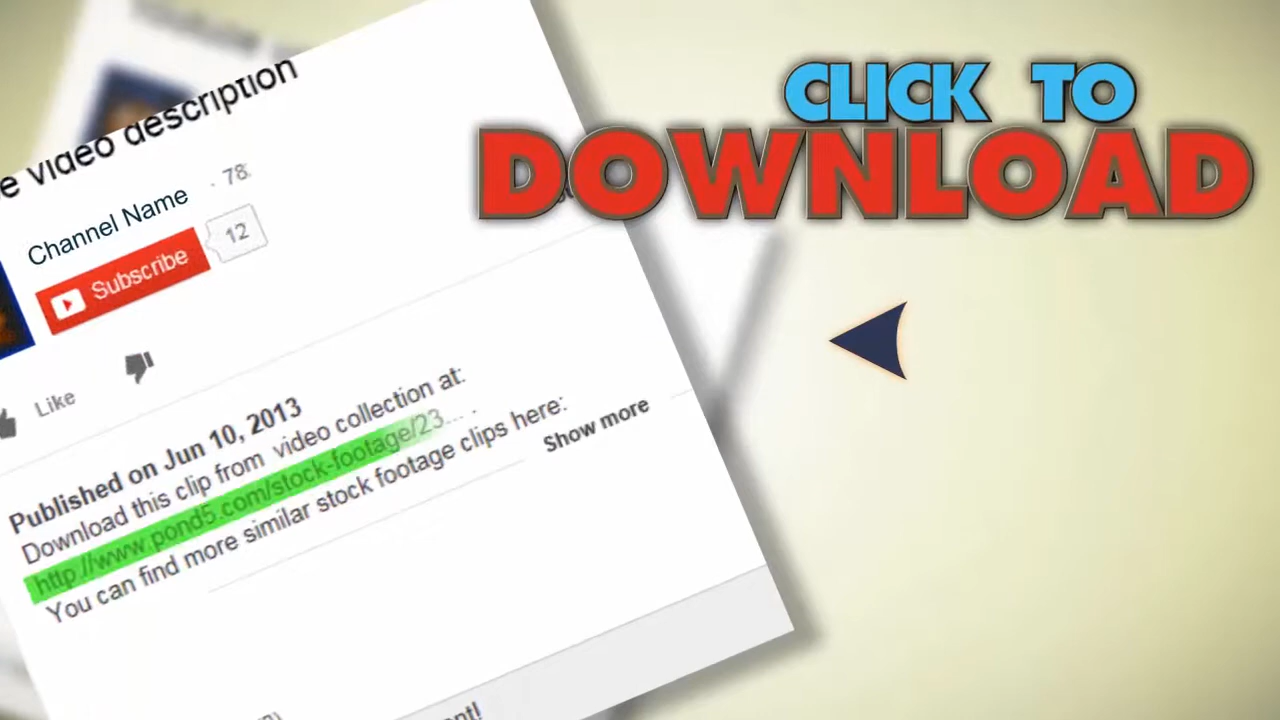 CLICK TO
DOWNLOAD
e video description
Channel Name
78
Subscribe
12
Like
Published on Jun 10, 2013
Download this clip from video collection at:
http://www.pond5.com/stock-footage/23...
You can find more similar stock footage clips here:
Show more